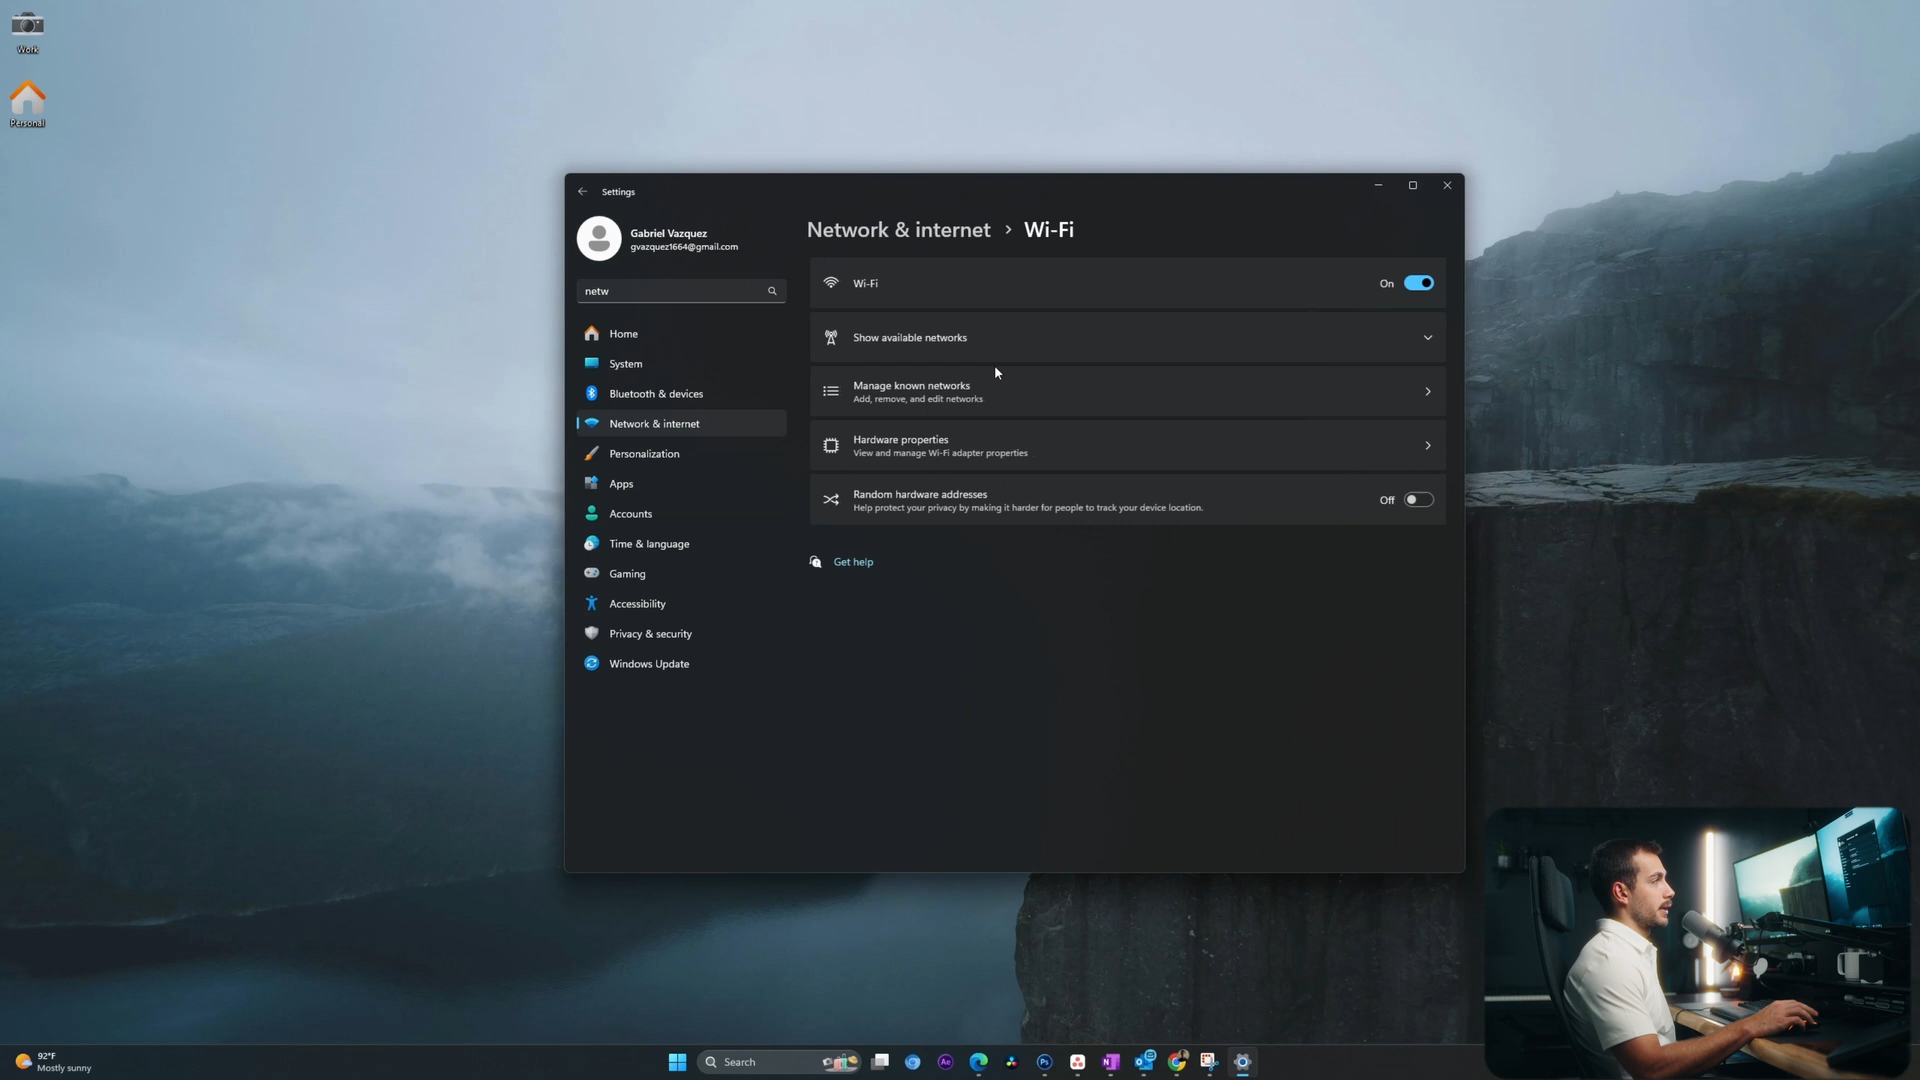 Work
Personal
Settings
Gabriel Vazquez
gvazquez1664@gmail.com
netw
Home
System
Bluetooth & devices
Network & internet
Personalization
Apps
Accounts
Time & language
Gaming
Accessibility
Privacy & security
Windows Update
Network & internet > Wi-Fi
Wi-Fi
On
Show available networks
Manage known networks
Add, remove, and edit networks
Hardware properties
View and manage Wi-Fi adapter properties
Random hardware addresses
Help protect your privacy by making it harder for people to track your device location.
Off
Get help
92°F
Mostly sunny
Search
Ae
Ps
N